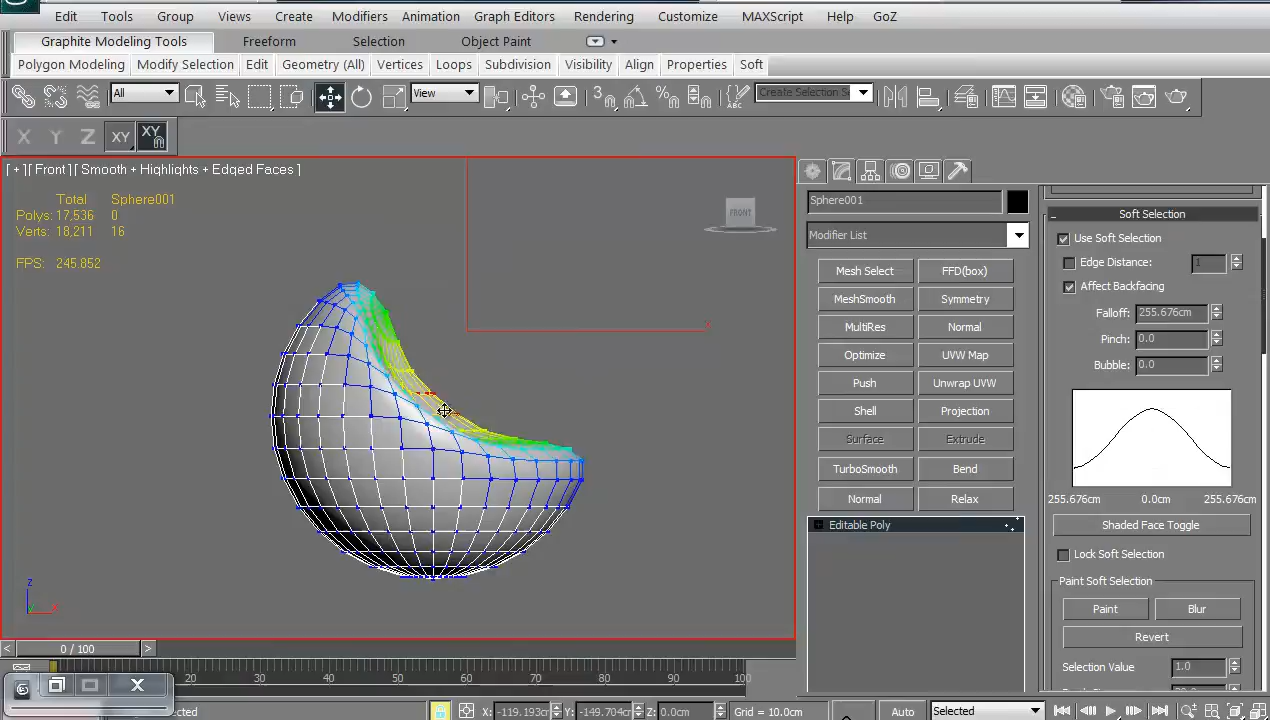 Edit Tools Group Views Create Modifiers Animation Graph Editors Rendering Customize MAXScript Help GoZ
Graphite Modeling Tools Freeform Selection Object Paint
Polygon Modeling Modify Selection Edit Geometry (All) Vertices Loops Subdivision Visibility Align Properties Soft
All View 3 Create Selection Se
X Y Z XY XY
[ + ][ Front ][ Smooth + Highlights + Edged Faces ]
Total Sphere001
Polys: 17,536 0
Verts: 18,211 16
FPS: 245.852
FRONT
x
z
Sphere001
Modifier List
Mesh Select FFD(box)
MeshSmooth Symmetry
MultiRes Normal
Optimize UVW Map
Push Unwrap UVW
Shell Projection
Surface Extrude
TurboSmooth Bend
Normal Relax
Editable Poly
Soft Selection
Use Soft Selection
Edge Distance: 1
Affect Backfacing
Falloff: 255.676cm
Pinch: 0.0
Bubble: 0.0
255.676cm 0.0cm 255.676cm
Shaded Face Toggle
Lock Soft Selection
Paint Soft Selection
Paint Blur
Revert
Selection Value 1.0
< 0 / 100 >
20 30 40 50 60 70 80 90 100
X: -119.193cm Y: -149.704cm Z: 0.0cm Grid = 10.0cm Auto Selected